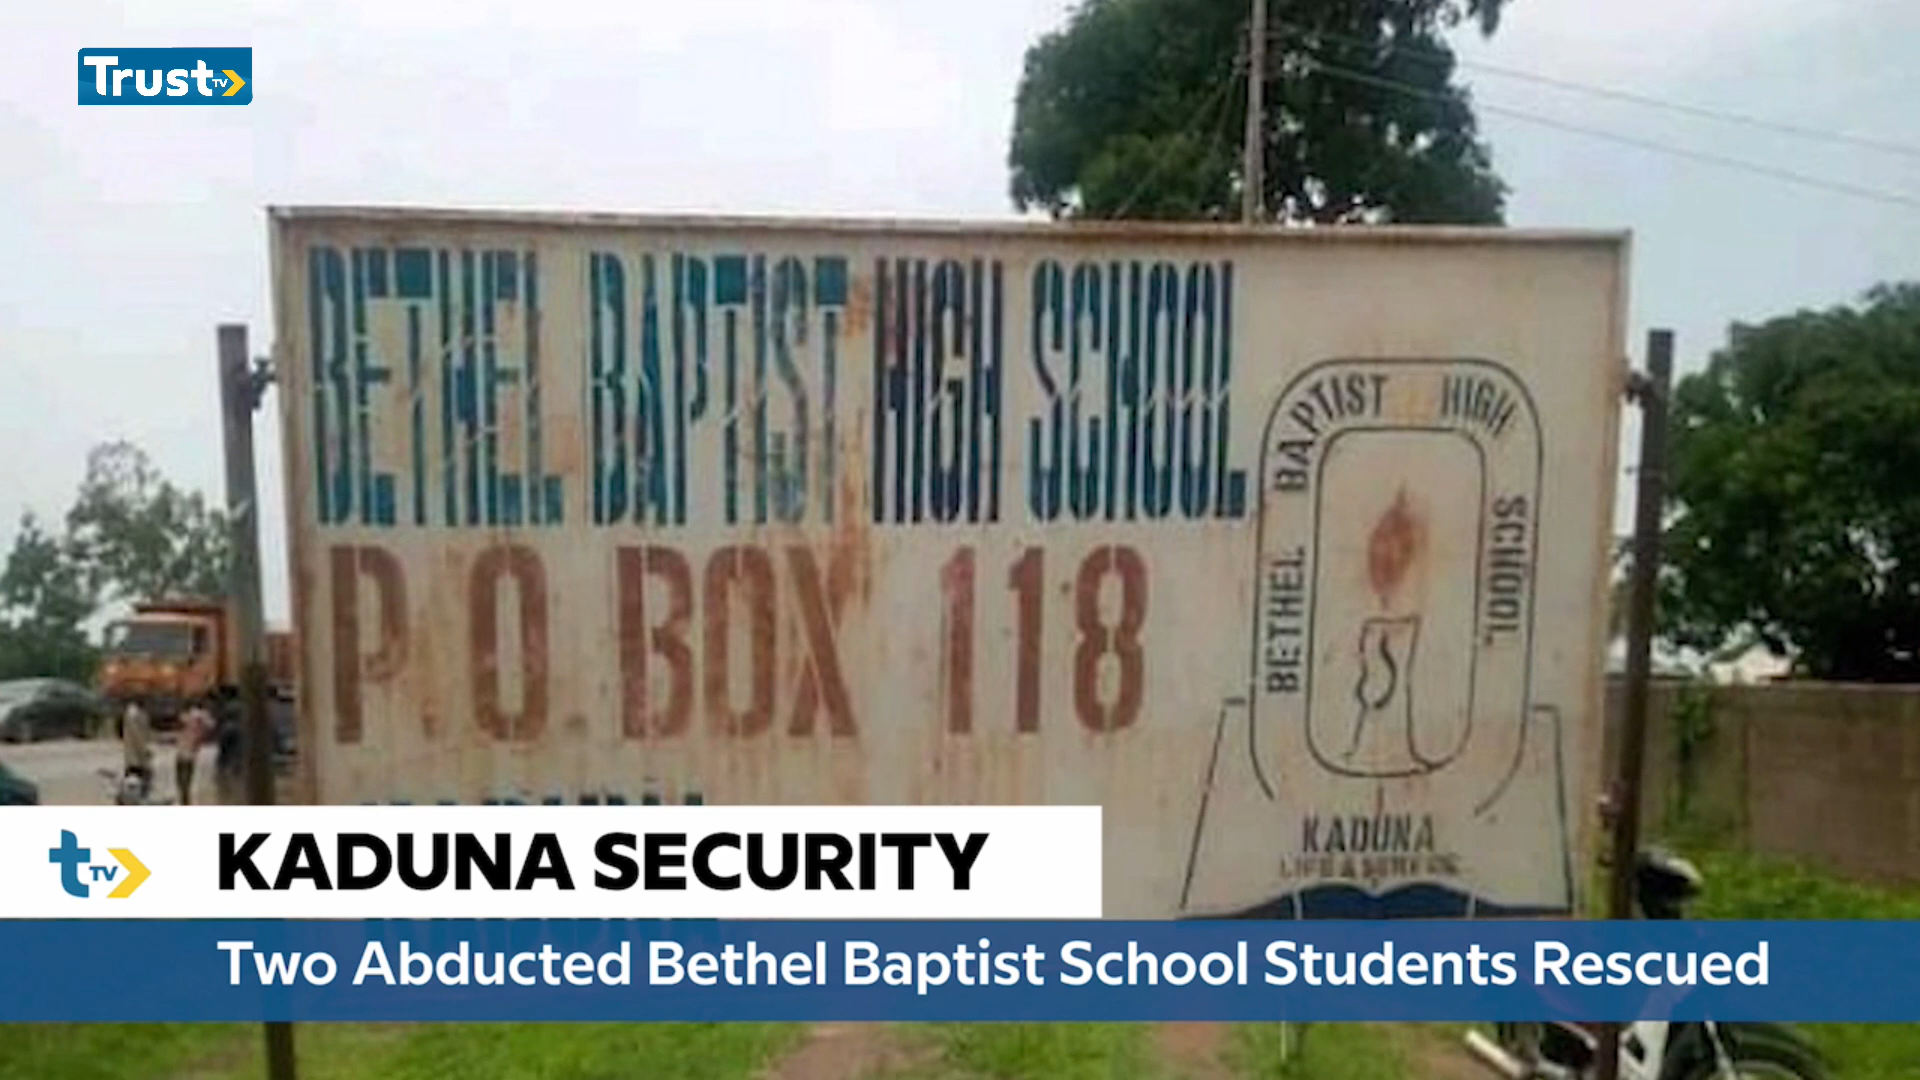 Trust TV
BETHEL BAPTIST HIGH SCHOOL
P.O. BOX 118
BETHEL BAPTIST HIGH SCHOOL
KADUNA
LIFE &
t TV
KADUNA SECURITY
Two Abducted Bethel Baptist School Students Rescued